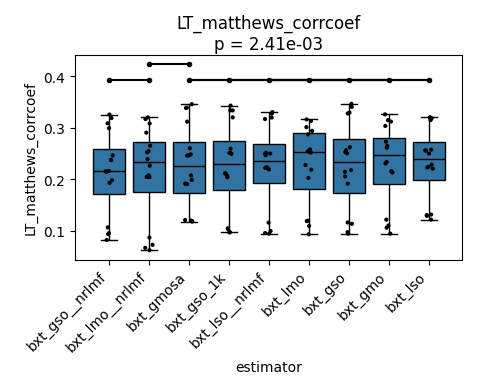 LT_matthews_corrcoef
p = 2.41e-03
LT_matthews_corrcoef
0.4
0.3
0.2
0.1
bxt_gso__nrlmf
bxt_lmo__nrlmf
bxt_gmosa
bxt_gso_1k
bxt_lso__nrlmf
bxt_lmo
bxt_gso
bxt_gmo
bxt_lso
estimator